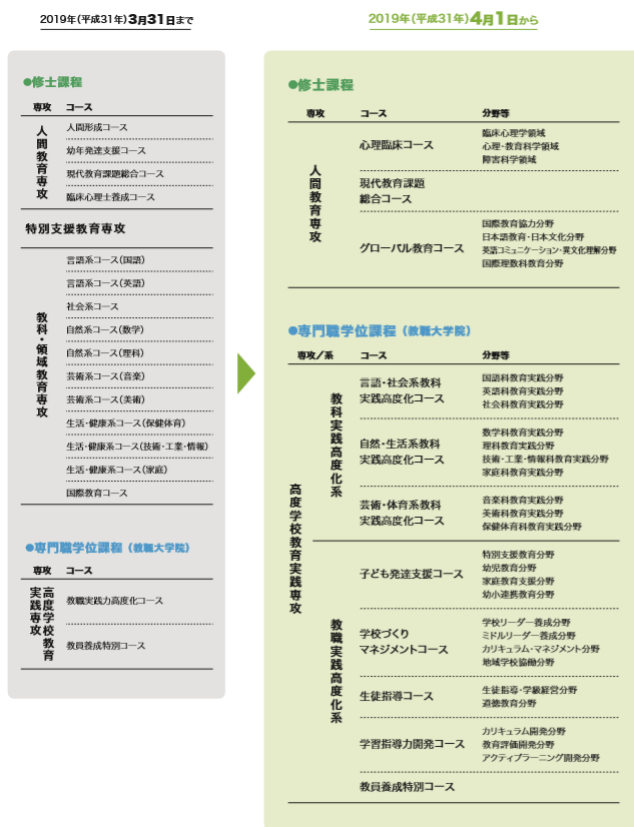 2019年(平成31年)3月31日まで
●修士課程
専攻 コース
人間教育専攻
人間形成コース
幼年発達支援コース
現代教育課題総合コース
臨床心理士養成コース
特別支援教育専攻
教科・領域教育専攻
言語系コース(国語)
言語系コース(英語)
社会系コース
自然系コース(数学)
自然系コース(理科)
芸術系コース(音楽)
芸術系コース(美術)
生活・健康系コース(保健体育)
生活・健康系コース(技術・工業・情報)
生活・健康系コース(家庭)
国際教育コース
●専門職学位課程(教職大学院)
専攻 コース
高度学校教育
実践専攻
教職実践力高度化コース
教員養成特別コース
2019年(平成31年)4月1日から
●修士課程
専攻 コース 分野等
人間教育専攻
心理臨床コース
臨床心理学領域
心理・教育科学領域
障害科学領域
現代教育課題
総合コース
グローバル教育コース
国際教育協力分野
日本語教育・日本文化分野
英語コミュニケーション・異文化理解分野
国際理数科教育分野
●専門職学位課程(教職大学院)
専攻/系 コース 分野等
高度学校教育実践専攻
教科実践高度化系
言語・社会系教科
実践高度化コース
国語科教育実践分野
英語科教育実践分野
社会科教育実践分野
自然・生活系教科
実践高度化コース
数学科教育実践分野
理科教育実践分野
技術・工業・情報科教育実践分野
家庭科教育実践分野
芸術・体育系教科
実践高度化コース
音楽科教育実践分野
美術科教育実践分野
保健体育科教育実践分野
教職実践高度化系
子ども発達支援コース
特別支援教育分野
幼児教育分野
家庭教育支援分野
幼小連携教育分野
学校づくり
マネジメントコース
学校リーダー養成分野
ミドルリーダー養成分野
カリキュラム・マネジメント分野
地域学校協働分野
生徒指導コース
生徒指導・学級経営分野
道徳教育分野
学習指導力開発コース
カリキュラム開発分野
教育評価開発分野
アクティブラーニング開発分野
教員養成特別コース